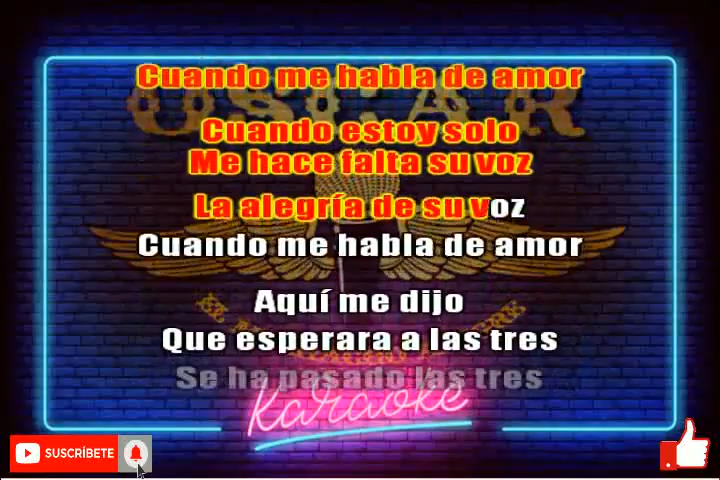 Cuando me habla de amor
OSCAR
Cuando estoy solo
Me hace falta su voz
La alegría de su voz
Cuando me habla de amor
Aquí me dijo
Que esperara a las tres
Se ha pasado las tres
Karaoke
SUSCRÍBETE